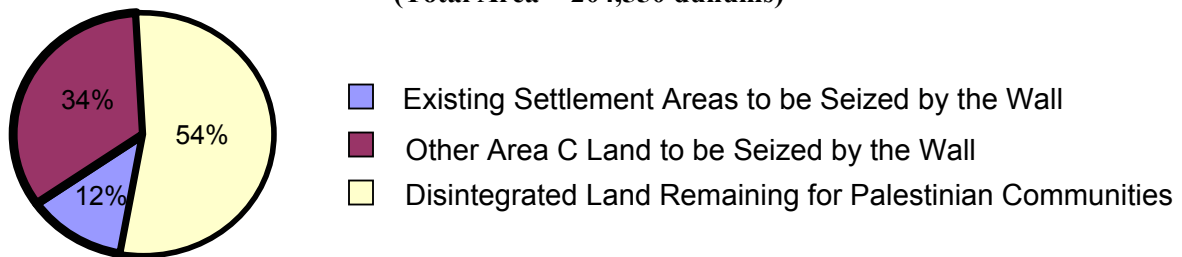 34%
54%
12%
Existing Settlement Areas to be Seized by the Wall
Other Area C Land to be Seized by the Wall
Disintegrated Land Remaining for Palestinian Communities